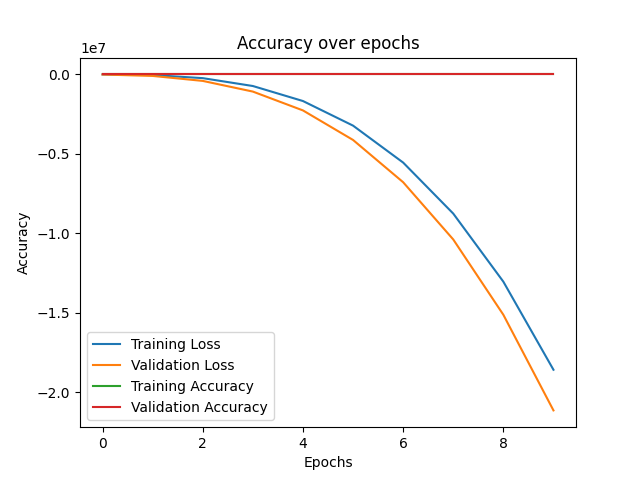 Accuracy over epochs
1e7
0.0
−0.5
−1.0
−1.5
−2.0
Accuracy
Training Loss
Validation Loss
Training Accuracy
Validation Accuracy
0 2 4 6 8
Epochs